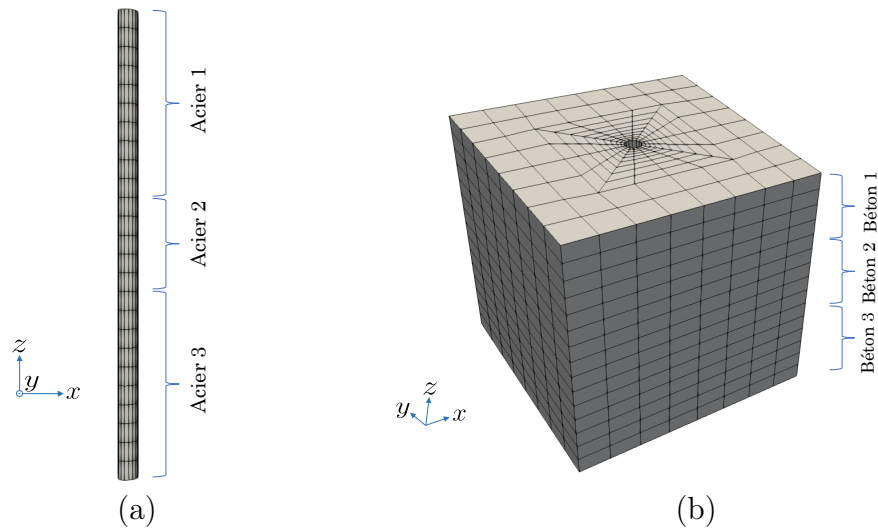 Acier 1
Acier 2
Acier 3
z
y
x
(a)
Béton 1
Béton 2
Béton 3
z
y
x
(b)